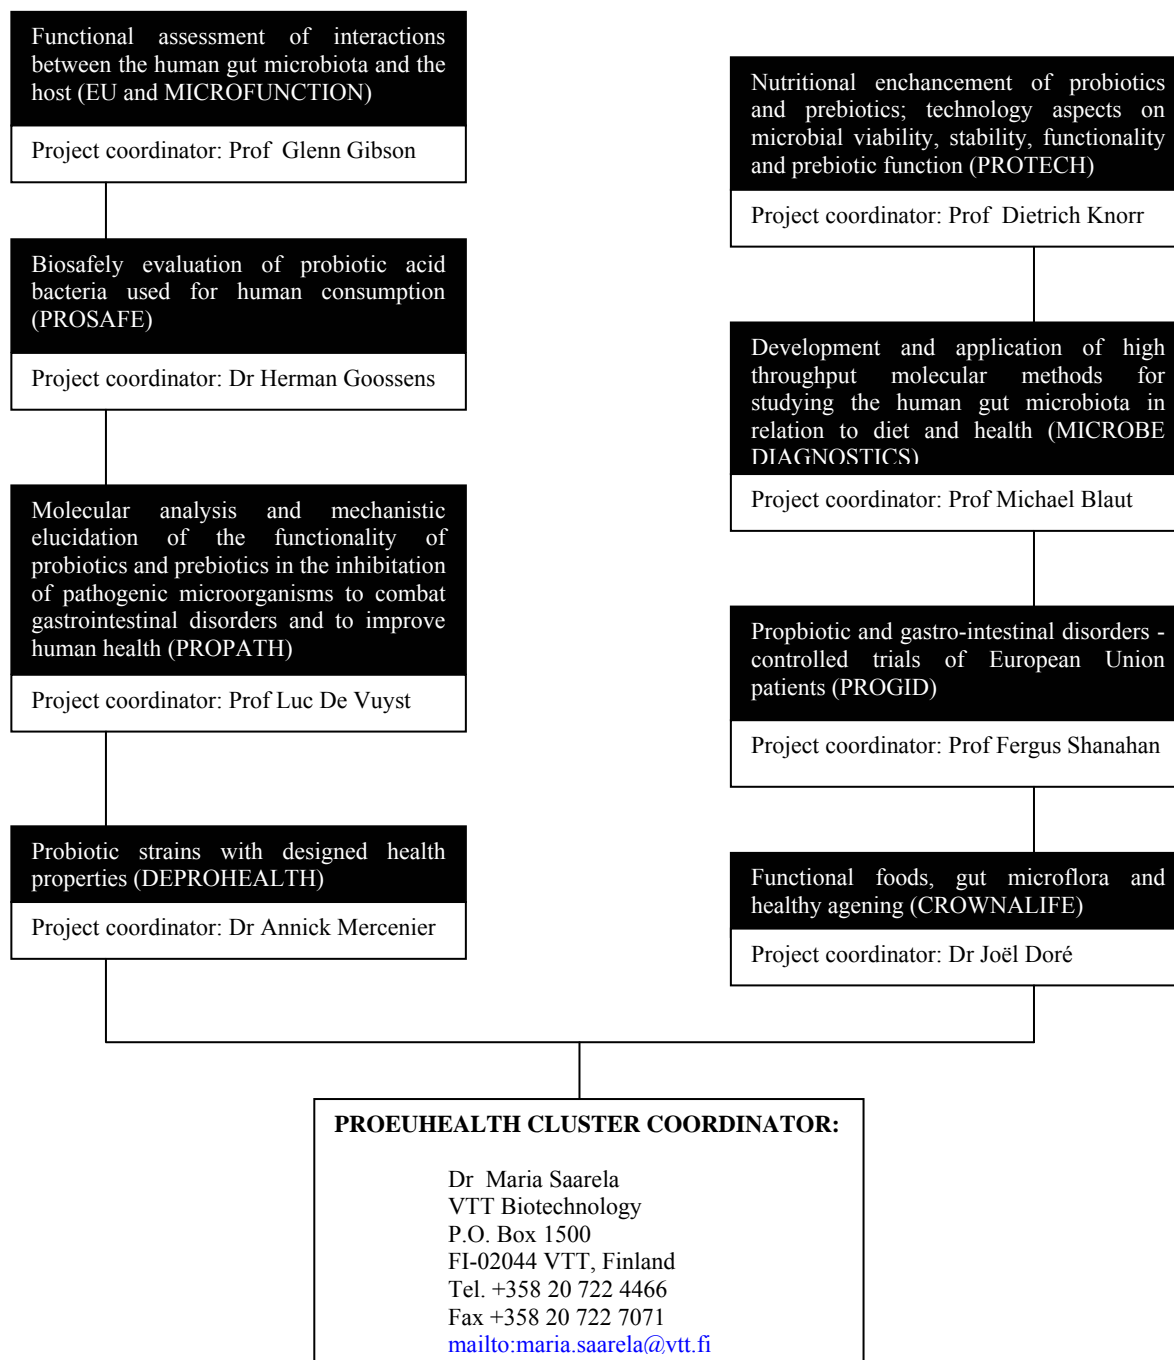 Functional assessment of interactions
between the human gut microbiota and the
host (EU and MICROFUNCTION)
Project coordinator: Prof Glenn Gibson
Biosafely evaluation of probiotic acid
bacteria used for human consumption
(PROSAFE)
Project coordinator: Dr Herman Goossens
Molecular analysis and mechanistic
elucidation of the functionality of
probiotics and prebiotics in the inhibitation
of pathogenic microorganisms to combat
gastrointestinal disorders and to improve
human health (PROPATH)
Project coordinator: Prof Luc De Vuyst
Probiotic strains with designed health
properties (DEPROHEALTH)
Project coordinator: Dr Annick Mercenier
Nutritional enchancement of probiotics
and prebiotics; technology aspects on
microbial viability, stability, functionality
and prebiotic function (PROTECH)
Project coordinator: Prof Dietrich Knorr
Development and application of high
throughput molecular methods for
studying the human gut microbiota in
relation to diet and health (MICROBE
DIAGNOSTICS)
Project coordinator: Prof Michael Blaut
Propbiotic and gastro-intestinal disorders -
controlled trials of European Union
patients (PROGID)
Project coordinator: Prof Fergus Shanahan
Functional foods, gut microflora and
healthy agening (CROWNALIFE)
Project coordinator: Dr Joël Doré
PROEUHEALTH CLUSTER COORDINATOR:
Dr Maria Saarela
VTT Biotechnology
P.O. Box 1500
FI-02044 VTT, Finland
Tel. +358 20 722 4466
Fax +358 20 722 7071
mailto:maria.saarela@vtt.fi